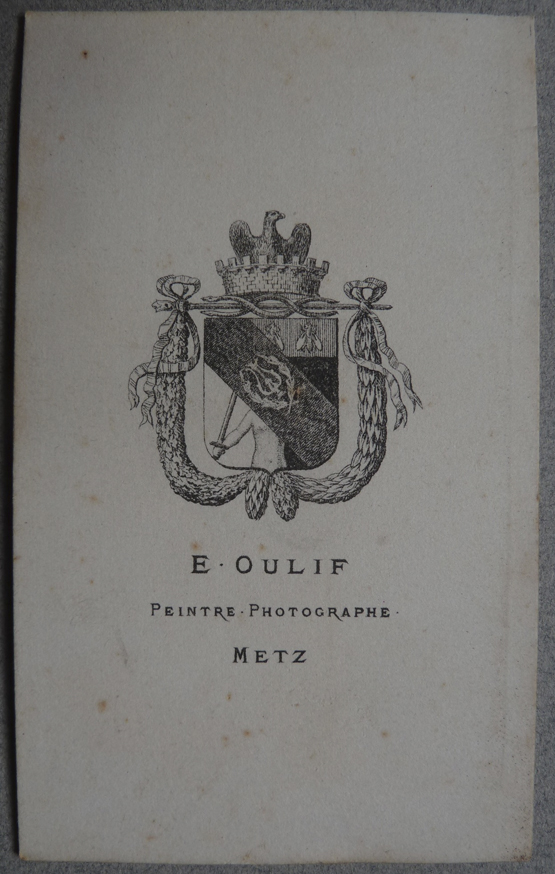 E · OULIF
PEINTRE · PHOTOGRAPHE ·
METZ